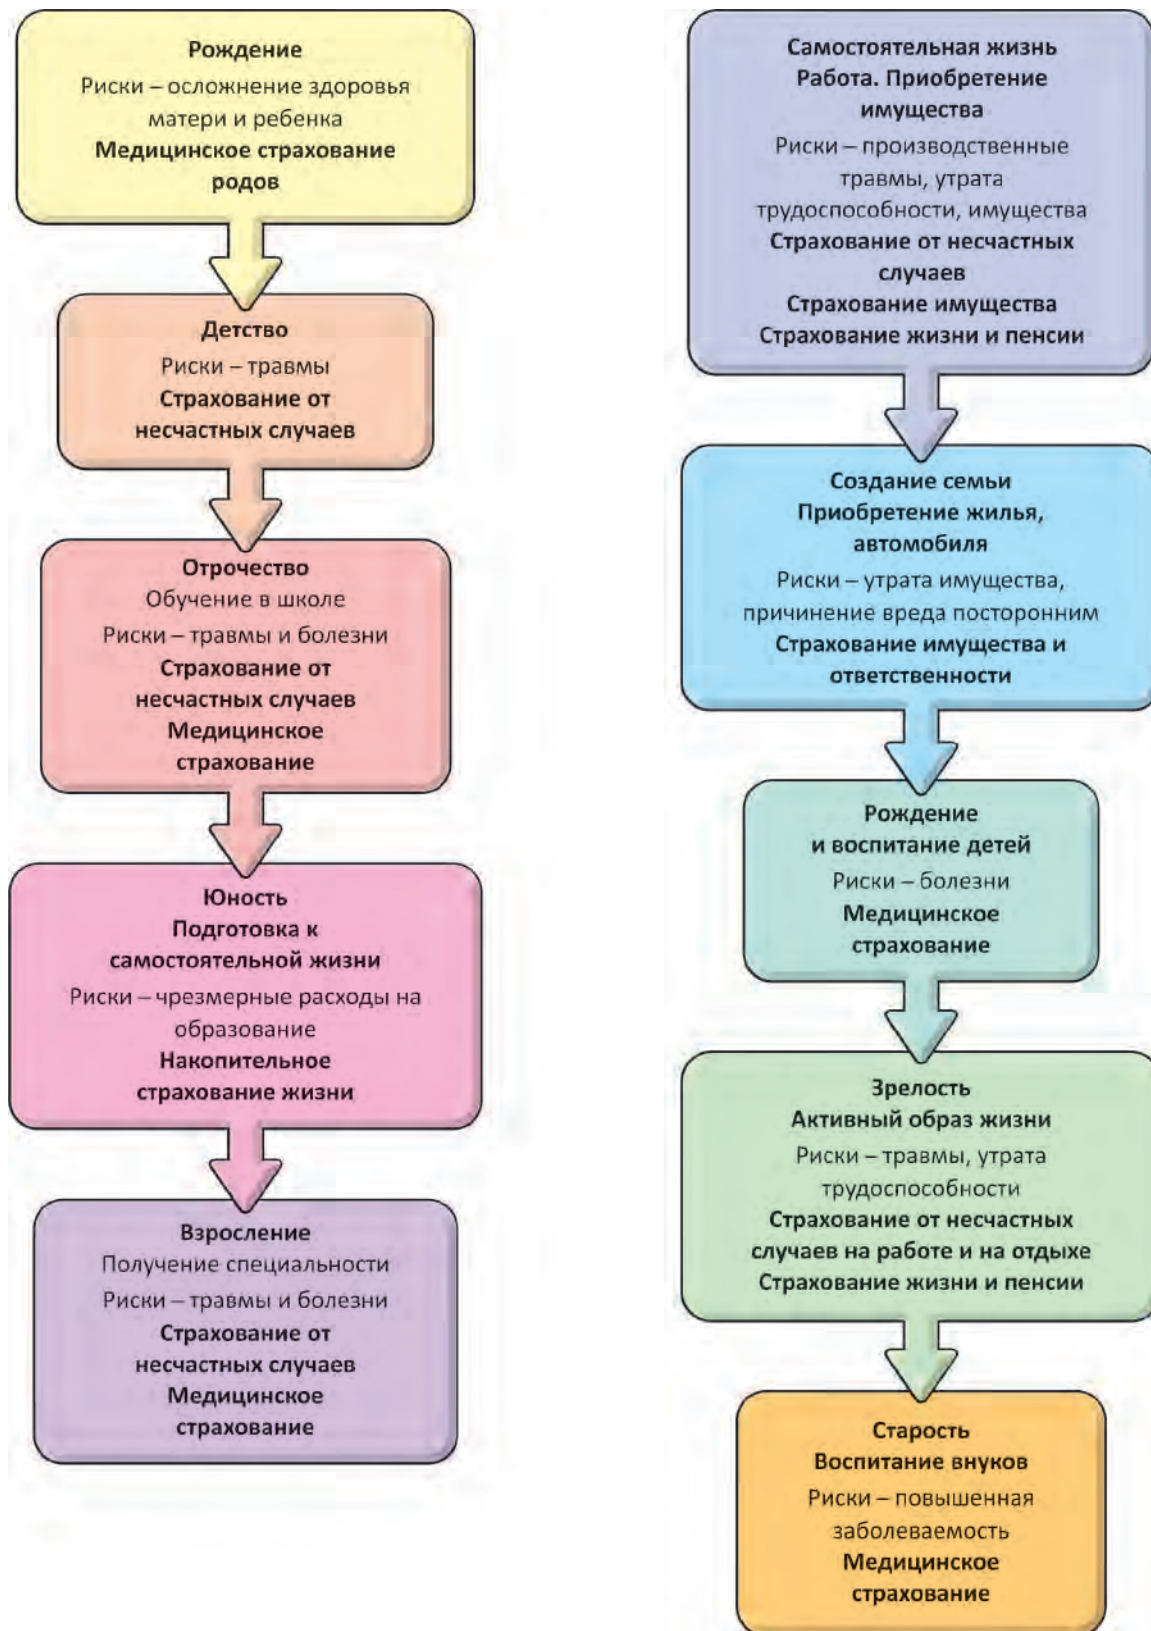 Рождение
Риски – осложнение здоровья
матери и ребенка
Медицинское страхование
родов
Детство
Риски – травмы
Страхование от
несчастных случаев
Отрочество
Обучение в школе
Риски – травмы и болезни
Страхование от
несчастных случаев
Медицинское
страхование
Юность
Подготовка к
самостоятельной жизни
Риски – чрезмерные расходы на
образование
Накопительное
страхование жизни
Взросление
Получение специальности
Риски – травмы и болезни
Страхование от
несчастных случаев
Медицинское
страхование
Самостоятельная жизнь
Работа. Приобретение
имущества
Риски – производственные
травмы, утрата
трудоспособности, имущества
Страхование от несчастных
случаев
Страхование имущества
Страхование жизни и пенсии
Создание семьи
Приобретение жилья,
автомобиля
Риски – утрата имущества,
причинение вреда посторонним
Страхование имущества и
ответственности
Рождение
и воспитание детей
Риски – болезни
Медицинское
страхование
Зрелость
Активный образ жизни
Риски – травмы, утрата
трудоспособности
Страхование от несчастных
случаев на работе и на отдыхе
Страхование жизни и пенсии
Старость
Воспитание внуков
Риски – повышенная
заболеваемость
Медицинское
страхование